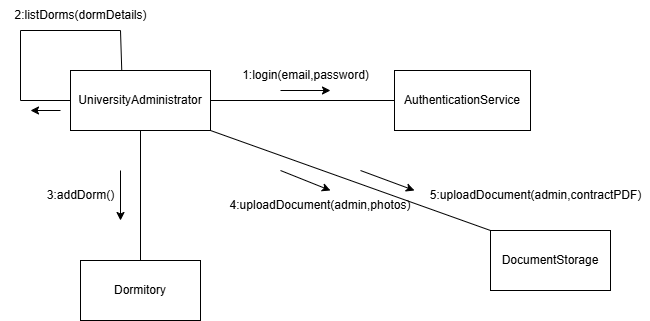 2:listDorms(dormDetails)
1:login(email,password)
UniversityAdministrator
AuthenticationService
3:addDorm()
4:uploadDocument(admin,photos)
5:uploadDocument(admin,contractPDF)
DocumentStorage
Dormitory